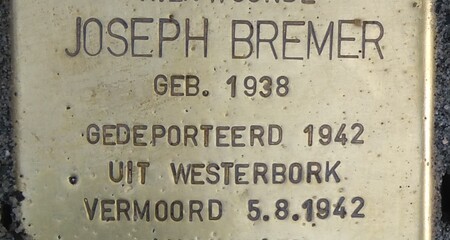 JOSEPH BREMER
GEB. 1938
GEDEPORTEERD 1942
UIT WESTERBORK
VERMOORD 5.8.1942